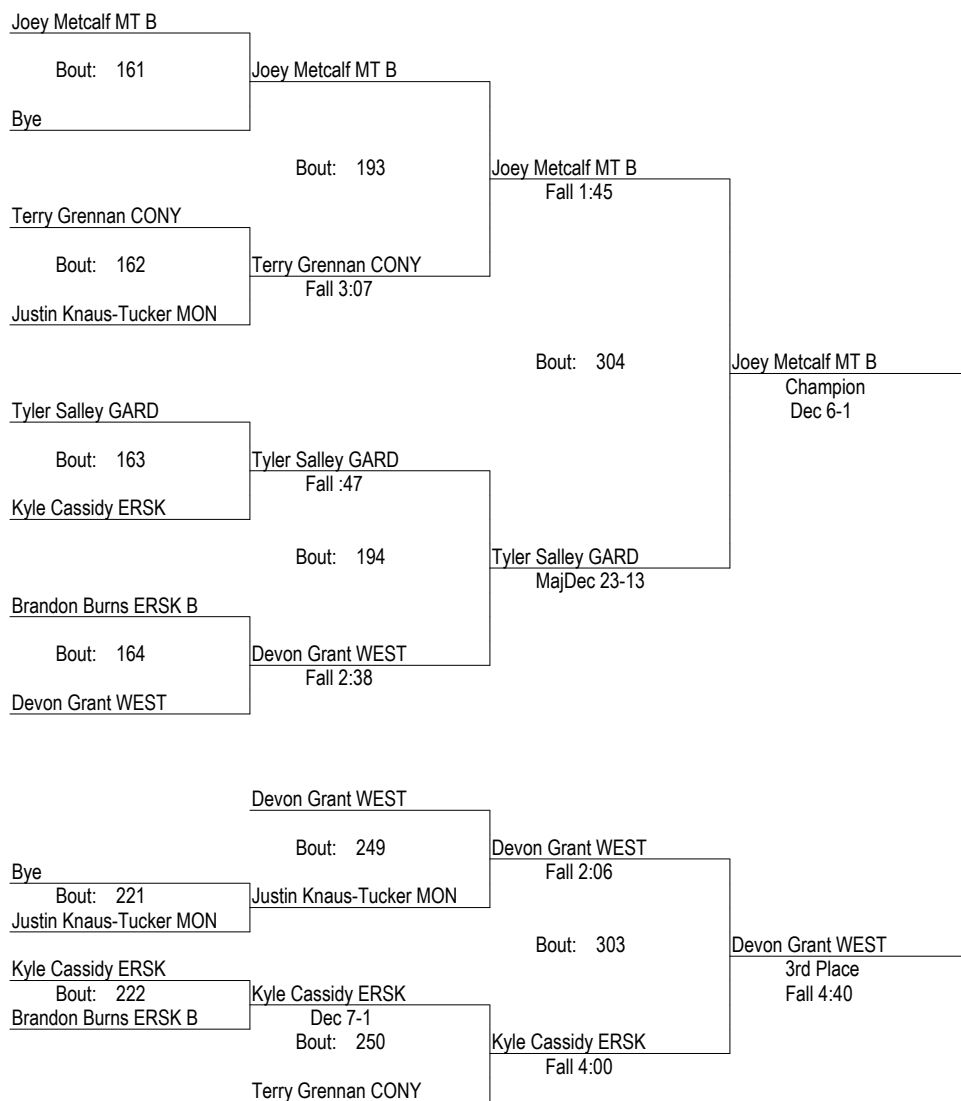 Joey Metcalf MT B
Bout: 161
Joey Metcalf MT B
Bye
Bout: 193
Joey Metcalf MT B
Fall 1:45
Terry Grennan CONY
Bout: 162
Terry Grennan CONY
Fall 3:07
Justin Knaus-Tucker MON
Bout: 304
Joey Metcalf MT B
Champion
Dec 6-1
Tyler Salley GARD
Bout: 163
Tyler Salley GARD
Fall :47
Kyle Cassidy ERSK
Bout: 194
Tyler Salley GARD
MajDec 23-13
Brandon Burns ERSK B
Bout: 164
Devon Grant WEST
Fall 2:38
Devon Grant WEST
Devon Grant WEST
Bout: 249
Devon Grant WEST
Fall 2:06
Bye
Bout: 221
Justin Knaus-Tucker MON
Justin Knaus-Tucker MON
Bout: 303
Devon Grant WEST
3rd Place
Fall 4:40
Kyle Cassidy ERSK
Bout: 222
Kyle Cassidy ERSK
Dec 7-1
Brandon Burns ERSK B
Bout: 250
Kyle Cassidy ERSK
Fall 4:00
Terry Grennan CONY